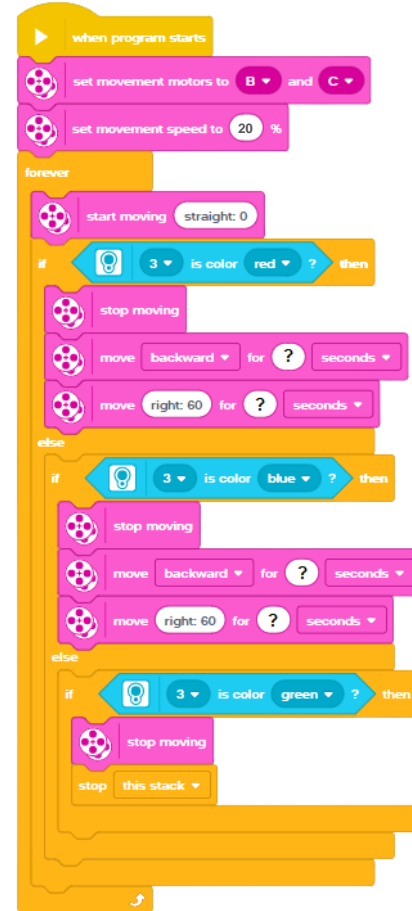 when program starts
set movement motors to B and C
set movement speed to 20 %
forever
start moving straight: 0
if 3 is color red ? then
stop moving
move backward for ? seconds
move right: 60 for ? seconds
else
if 3 is color blue ? then
stop moving
move backward for ? seconds
move right: 60 for ? seconds
else
if 3 is color green ? then
stop moving
stop this stack